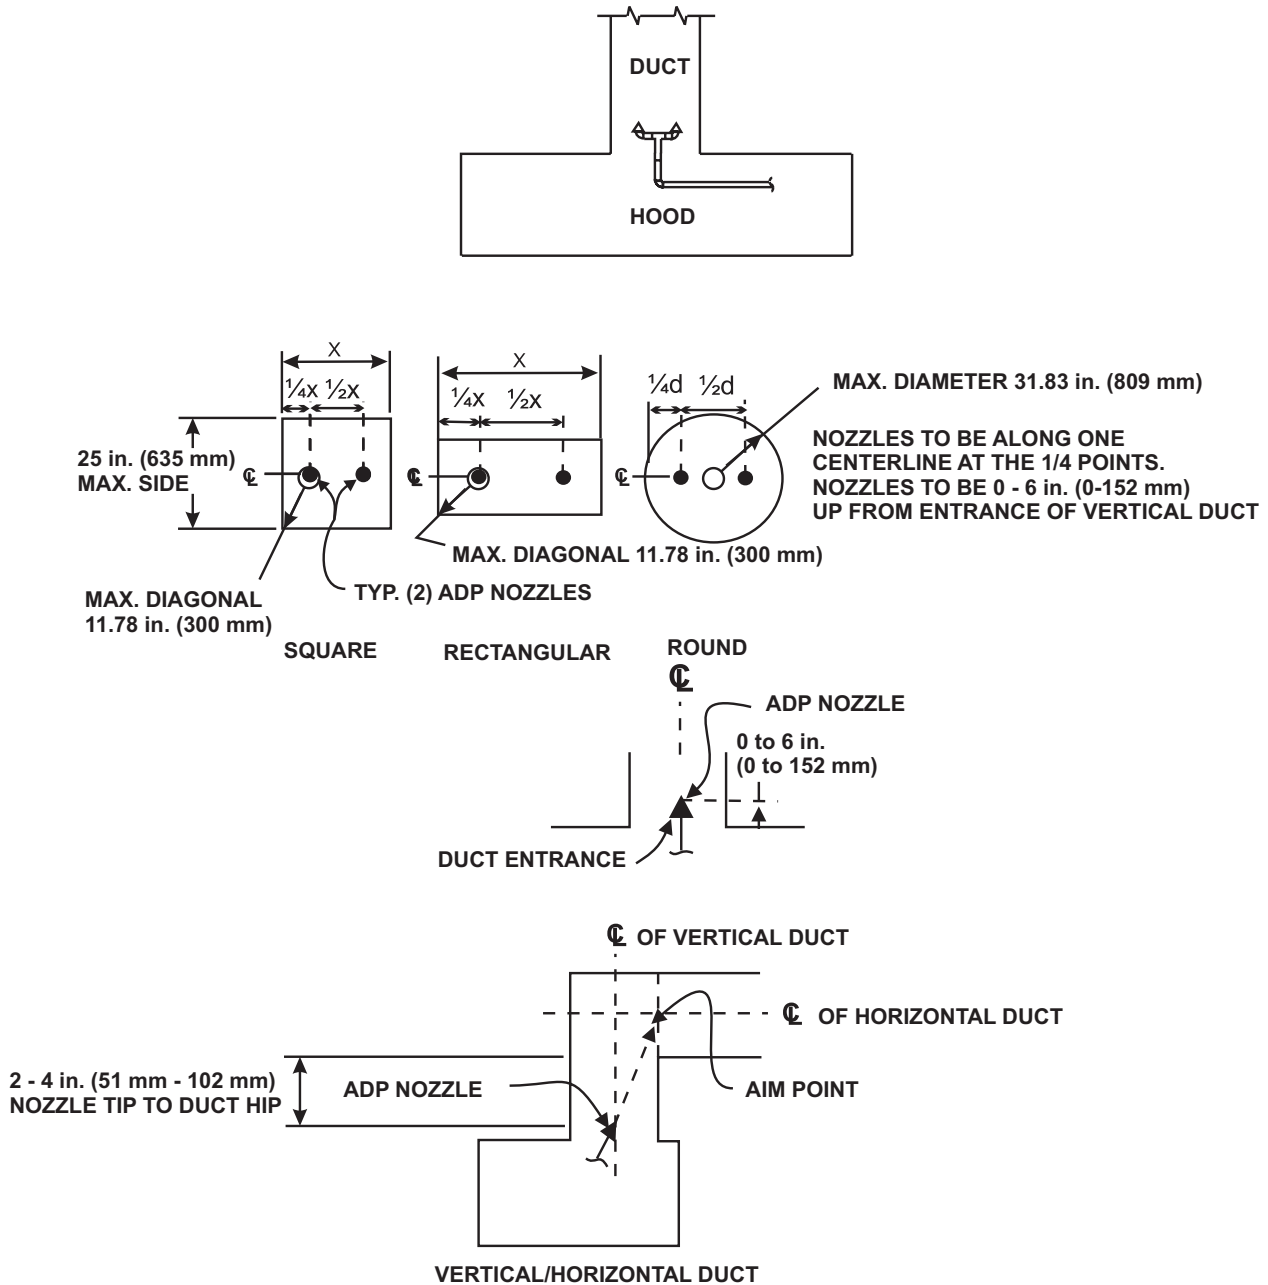 DUCT
HOOD
X
X
¼x ½x
¼x ½x
¼d ½d
MAX. DIAMETER 31.83 in. (809 mm)
25 in. (635 mm)
MAX. SIDE
℄
℄
℄
NOZZLES TO BE ALONG ONE
CENTERLINE AT THE 1/4 POINTS.
NOZZLES TO BE 0 - 6 in. (0-152 mm)
UP FROM ENTRANCE OF VERTICAL DUCT
MAX. DIAGONAL 11.78 in. (300 mm)
TYP. (2) ADP NOZZLES
MAX. DIAGONAL
11.78 in. (300 mm)
SQUARE
RECTANGULAR
ROUND
℄
ADP NOZZLE
0 to 6 in.
(0 to 152 mm)
DUCT ENTRANCE
℄ OF VERTICAL DUCT
℄ OF HORIZONTAL DUCT
2 - 4 in. (51 mm - 102 mm)
NOZZLE TIP TO DUCT HIP
ADP NOZZLE
AIM POINT
VERTICAL/HORIZONTAL DUCT